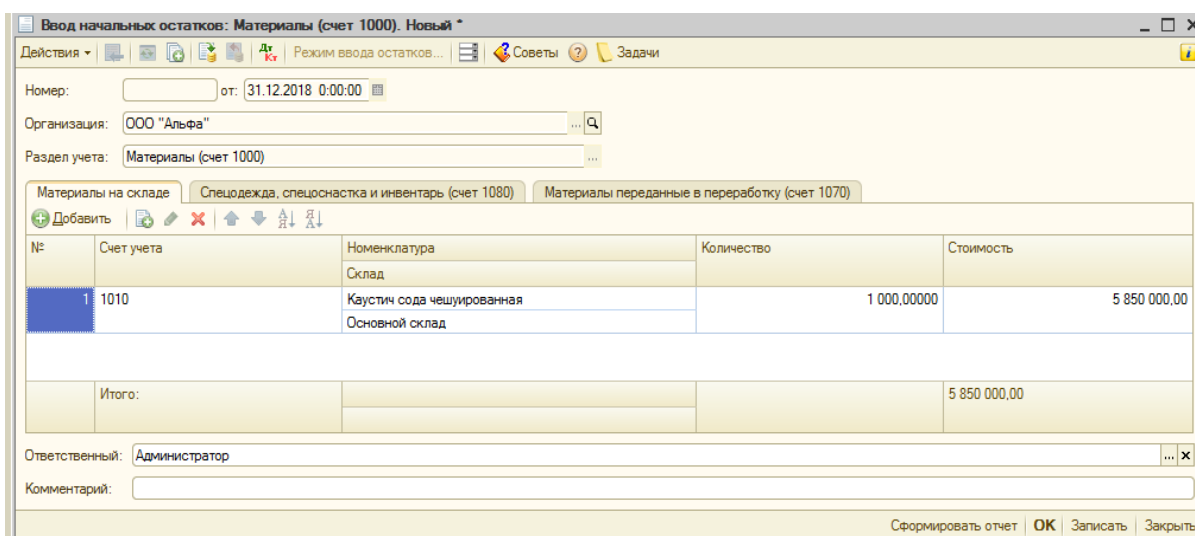 Ввод начальных остатков: Материалы (счет 1000). Новый *
Действия Дт Кт Режим ввода остатков... Советы ? Задачи i
Номер: от: 31.12.2018 0:00:00
Организация: ООО "Альфа" ...
Раздел учета: Материалы (счет 1000) ...
Материалы на складе Спецодежда, спецоснастка и инвентарь (счет 1080) Материалы переданные в переработку (счет 1070)
Добавить
№ Счет учета Номенклатура Количество Стоимость
Склад
1 1010 Каустич сода чешуированная 1 000,00000 5 850 000,00
Основной склад
Итого: 5 850 000,00
Ответственный: Администратор ... x
Комментарий:
Сформировать отчет OK Записать Закрыть